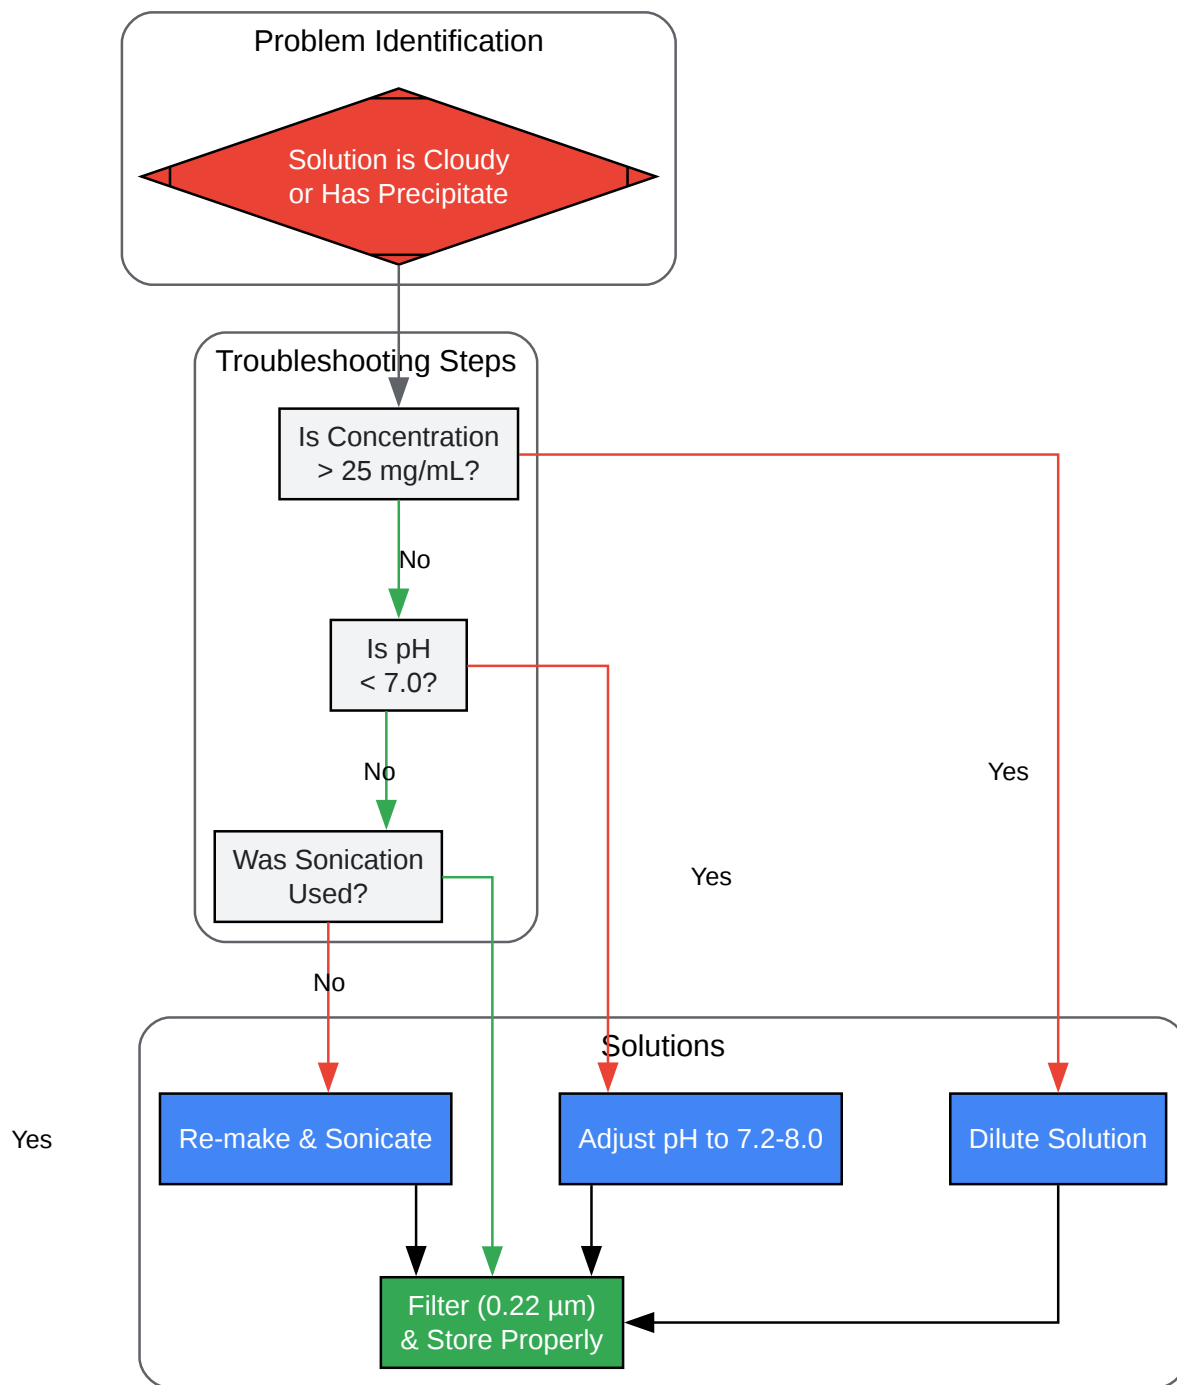 Problem Identification
Solution is Cloudy
or Has Precipitate
Troubleshooting Steps
Is Concentration
> 25 mg/mL?
No
Is pH
< 7.0?
No
Yes
Was Sonication
Used?
Yes
No
Solutions
Yes
Re-make & Sonicate
Adjust pH to 7.2-8.0
Dilute Solution
Filter (0.22 µm)
& Store Properly